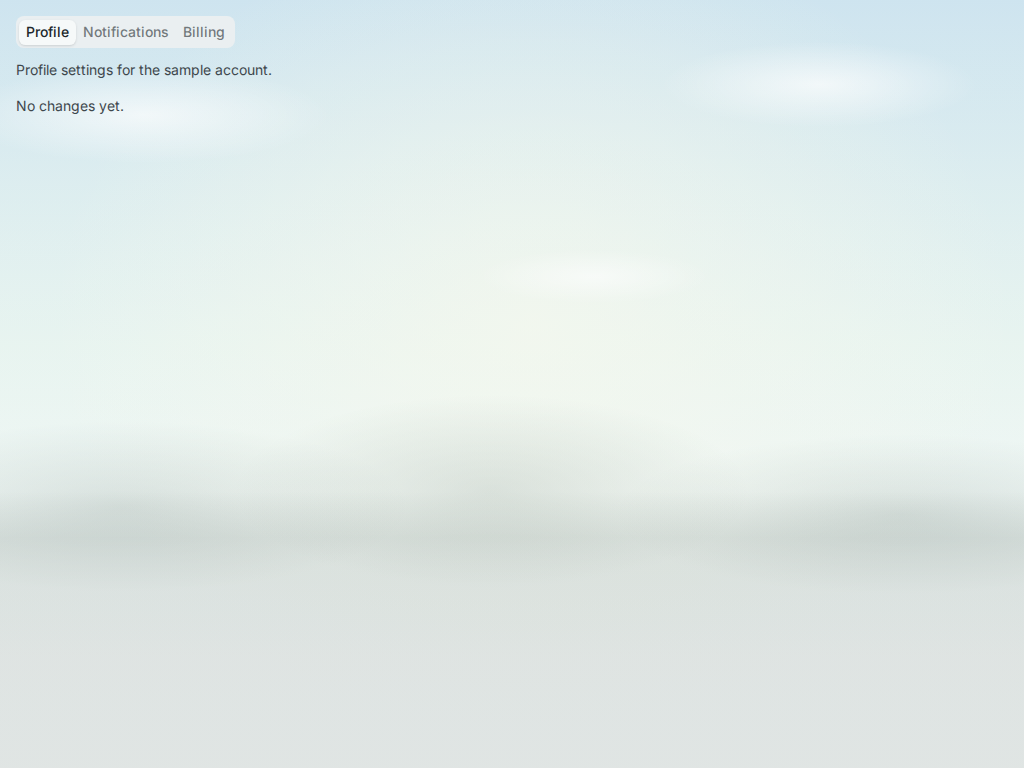 Profile Notifications Billing
Profile settings for the sample account.
No changes yet.